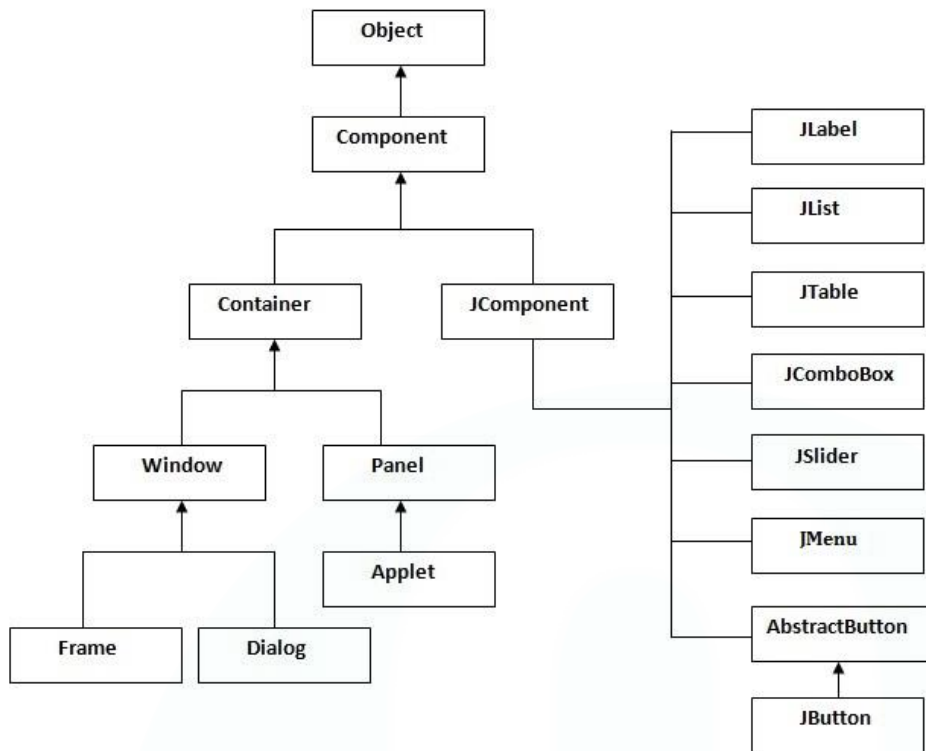 Object
Component
Container
JComponent
Window
Panel
Applet
Frame
Dialog
JLabel
JList
JTable
JComboBox
JSlider
JMenu
AbstractButton
JButton